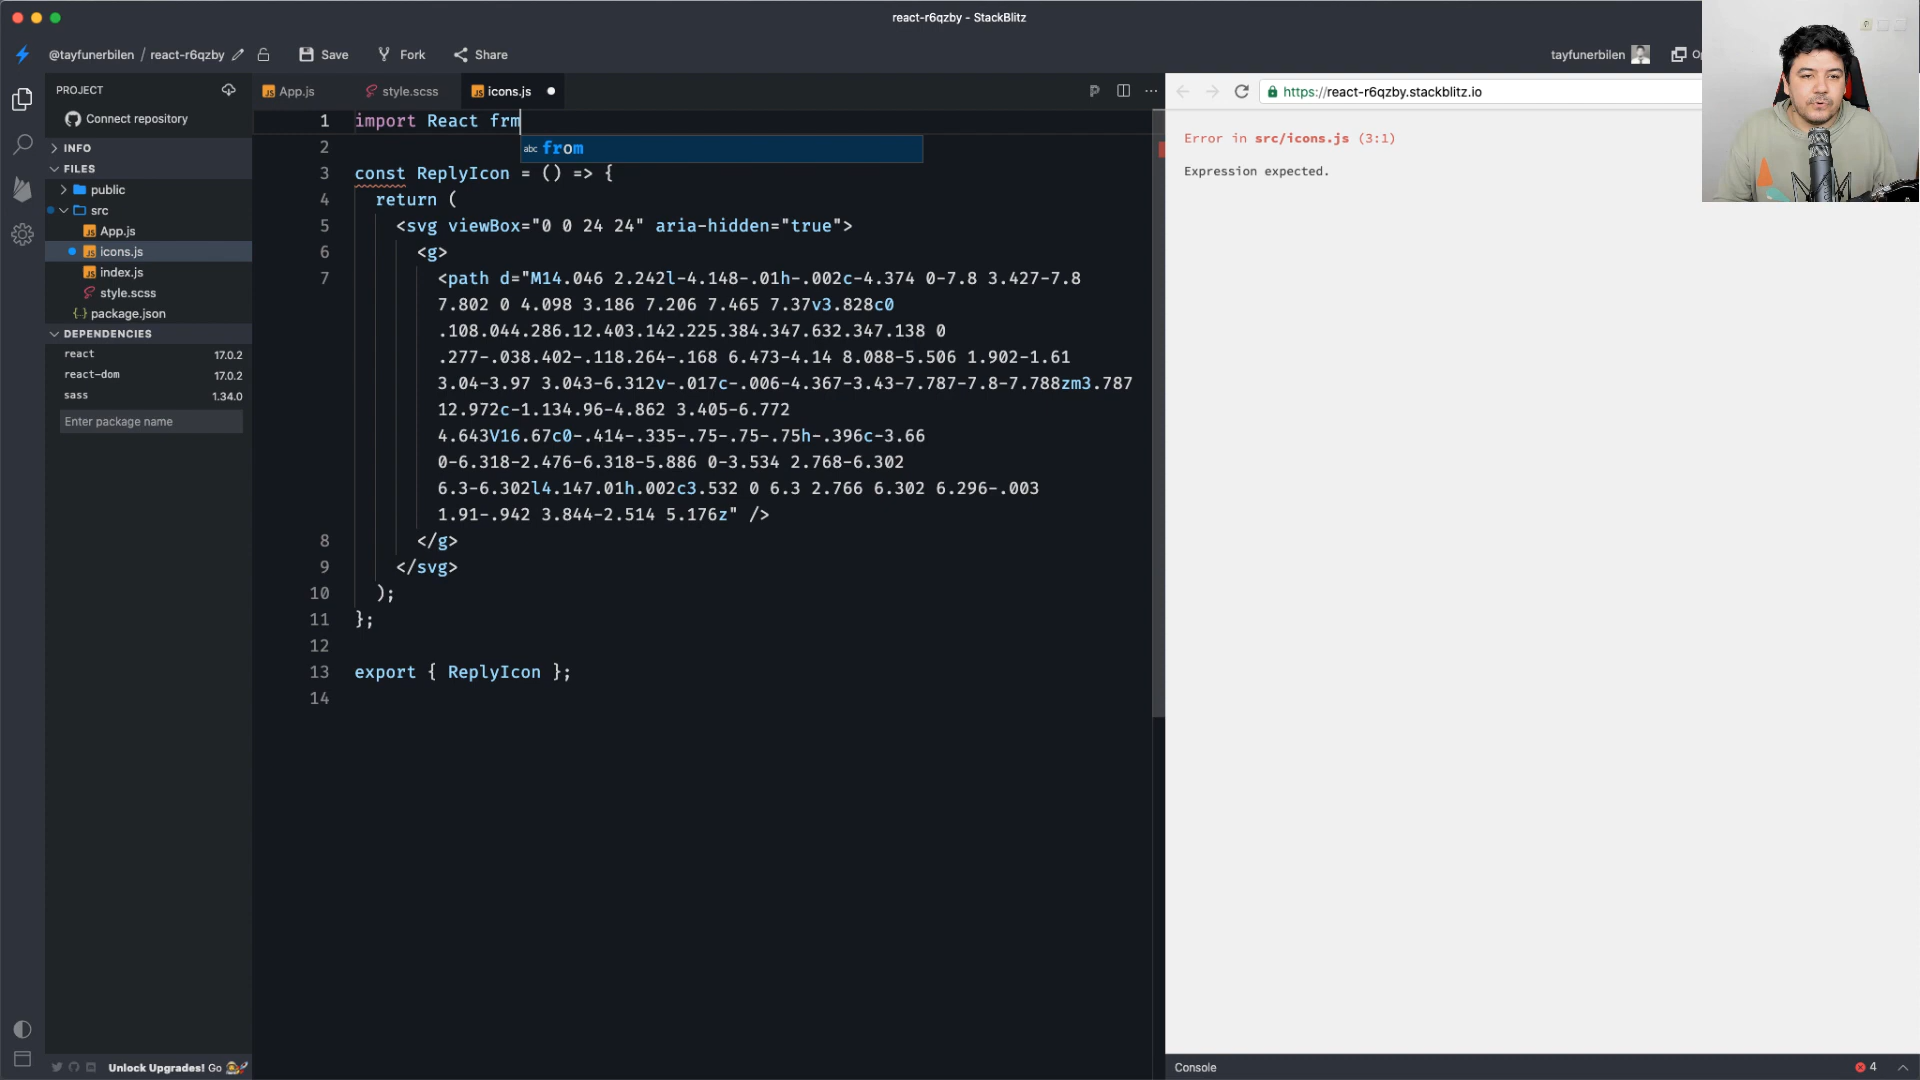 react-r6qzby - StackBlitz
@tayfunerbilen / react-r6qzby
Save
Fork
Share
tayfunerbilen
PROJECT
Connect repository
INFO
FILES
public
src
App.js
icons.js
index.js
style.scss
package.json
DEPENDENCIES
react 17.0.2
react-dom 17.0.2
sass 1.34.0
Enter package name
Unlock Upgrades! Go
App.js
style.scss
icons.js
1 import React frm
abc from
2
3 const ReplyIcon = () => {
4 return (
5 <svg viewBox="0 0 24 24" aria-hidden="true">
6 <g>
7 <path d="M14.046 2.242l-4.148-.01h-.002c-4.374 0-7.8 3.427-7.8
7.802 0 4.098 3.186 7.206 7.465 7.37v3.828c0
.108.044.286.12.403.142.225.384.347.632.347.138 0
.277-.038.402-.118.264-.168 6.473-4.14 8.088-5.506 1.902-1.61
3.04-3.97 3.043-6.312v-.017c-.006-4.367-3.43-7.787-7.8-7.788zm3.787
12.972c-1.134.96-4.862 3.405-6.772
4.643V16.67c0-.414-.335-.75-.75-.75h-.396c-3.66
0-6.318-2.476-6.318-5.886 0-3.534 2.768-6.302
6.3-6.302l4.147.01h.002c3.532 0 6.3 2.766 6.302 6.296-.003
1.91-.942 3.844-2.514 5.176z" />
8 </g>
9 </svg>
10 );
11 };
12
13 export { ReplyIcon };
14
https://react-r6qzby.stackblitz.io
Error in src/icons.js (3:1)
Expression expected.
Console
4